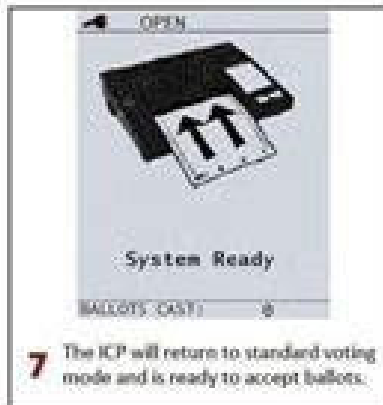 OPEN
System Ready
BALLOTS CAST: 0
7 The ICP will return to standard voting
mode and is ready to accept ballots.